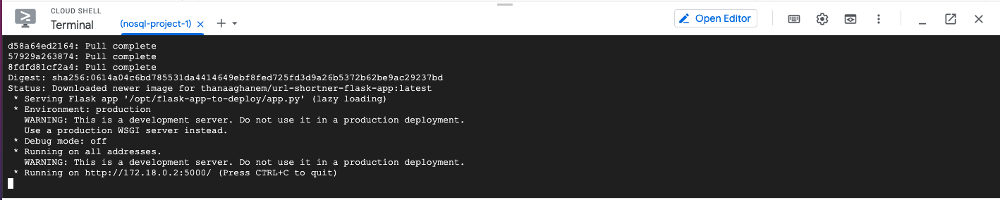 CLOUD SHELL
Terminal
(nosql-project-1)
Open Editor
d58a64ed2164: Pull complete
57929a263874: Pull complete
8fdfd81cf2a4: Pull complete
Digest: sha256:0614a04c6bd785531da4414649ebf8fed725fd3d9a26b5372b62be9ac29237bd
Status: Downloaded newer image for thanaaghanem/url-shortner-flask-app:latest
 * Serving Flask app '/opt/flask-app-to-deploy/app.py' (lazy loading)
 * Environment: production
   WARNING: This is a development server. Do not use it in a production deployment.
   Use a production WSGI server instead.
 * Debug mode: off
 * Running on all addresses.
   WARNING: This is a development server. Do not use it in a production deployment.
 * Running on http://172.18.0.2:5000/ (Press CTRL+C to quit)